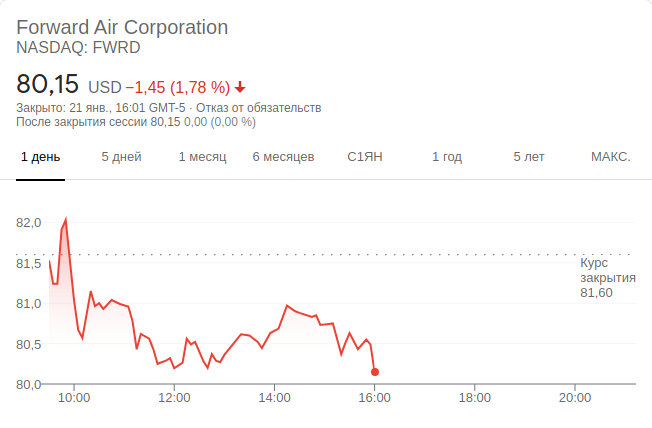 Forward Air Corporation
NASDAQ: FWRD
80,15 USD −1,45 (1,78 %)
Закрыто: 21 янв., 16:01 GMT-5 · Отказ от обязательств
После закрытия сессии 80,15 0,00 (0,00 %)
1 день 5 дней 1 месяц 6 месяцев С1ЯН 1 год 5 лет МАКС.
82,0
81,5
81,0
80,5
80,0
Курс
закрытия
81,60
10:00 12:00 14:00 16:00 18:00 20:00